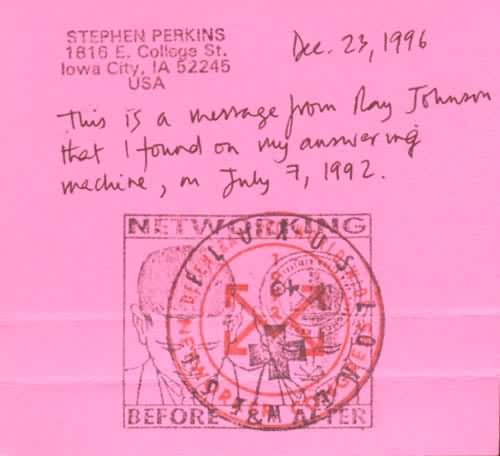 STEPHEN PERKINS
1816 E. College St.
Iowa City, IA 52245
USA
Dec. 23, 1996
This is a message from Ray Johnson
that I found on my answering
machine, on July 7, 1992.
NETWORKING
FLUXUS
BEFORE & AFTER